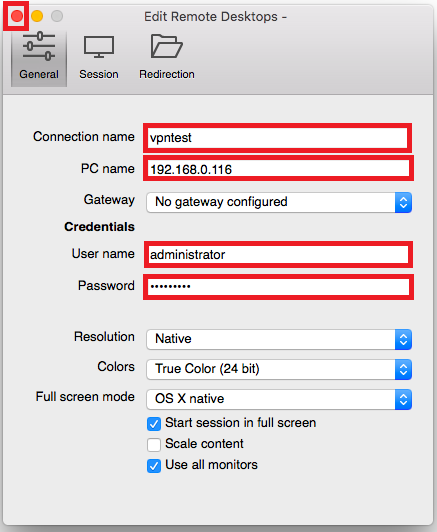 Edit Remote Desktops -
General Session Redirection
Connection name vpntest
PC name 192.168.0.116
Gateway No gateway configured
Credentials
User name administrator
Password •••••••••
Resolution Native
Colors True Color (24 bit)
Full screen mode OS X native
Start session in full screen
Scale content
Use all monitors